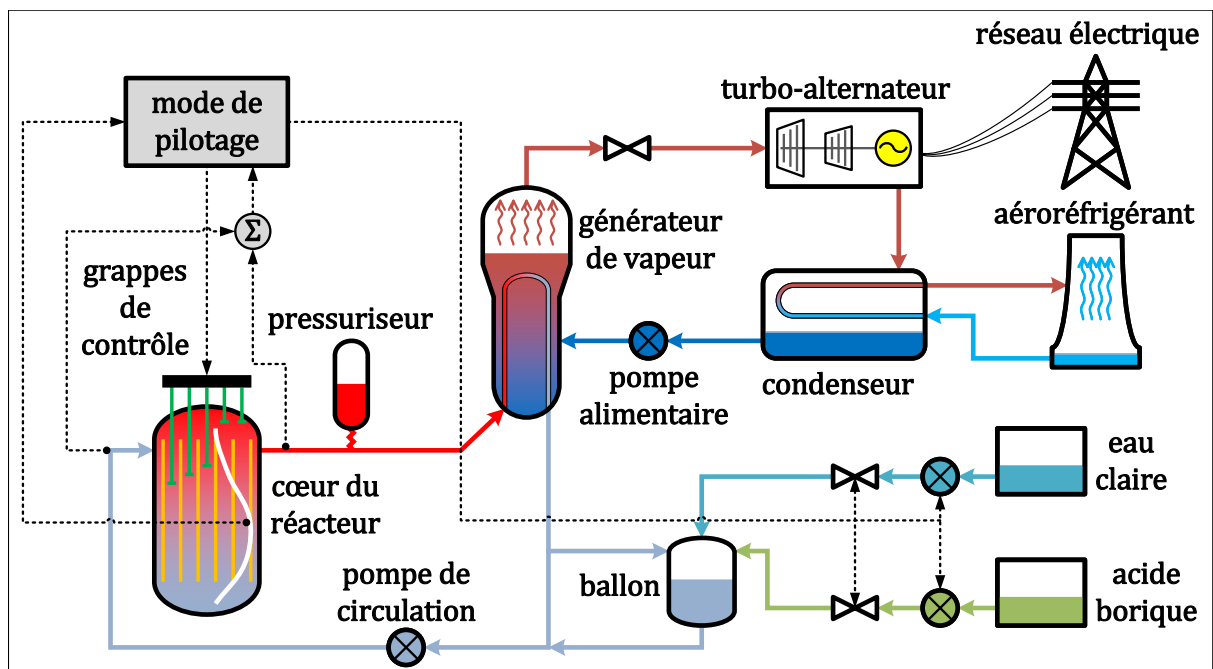 réseau électrique
mode de
pilotage
turbo-alternateur
Σ
générateur
de vapeur
aéroréfrigérant
grappes
de
contrôle
pressuriseur
pompe
alimentaire
condenseur
eau
claire
cœur du
réacteur
ballon
acide
borique
pompe de
circulation